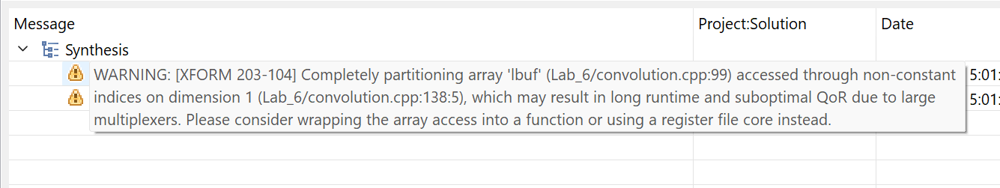 Message Project:Solution Date
Synthesis
WARNING: [XFORM 203-104] Completely partitioning array 'lbuf' (Lab_6/convolution.cpp:99) accessed through non-constant 5:01:
indices on dimension 1 (Lab_6/convolution.cpp:138:5), which may result in long runtime and suboptimal QoR due to large 5:01:
multiplexers. Please consider wrapping the array access into a function or using a register file core instead.